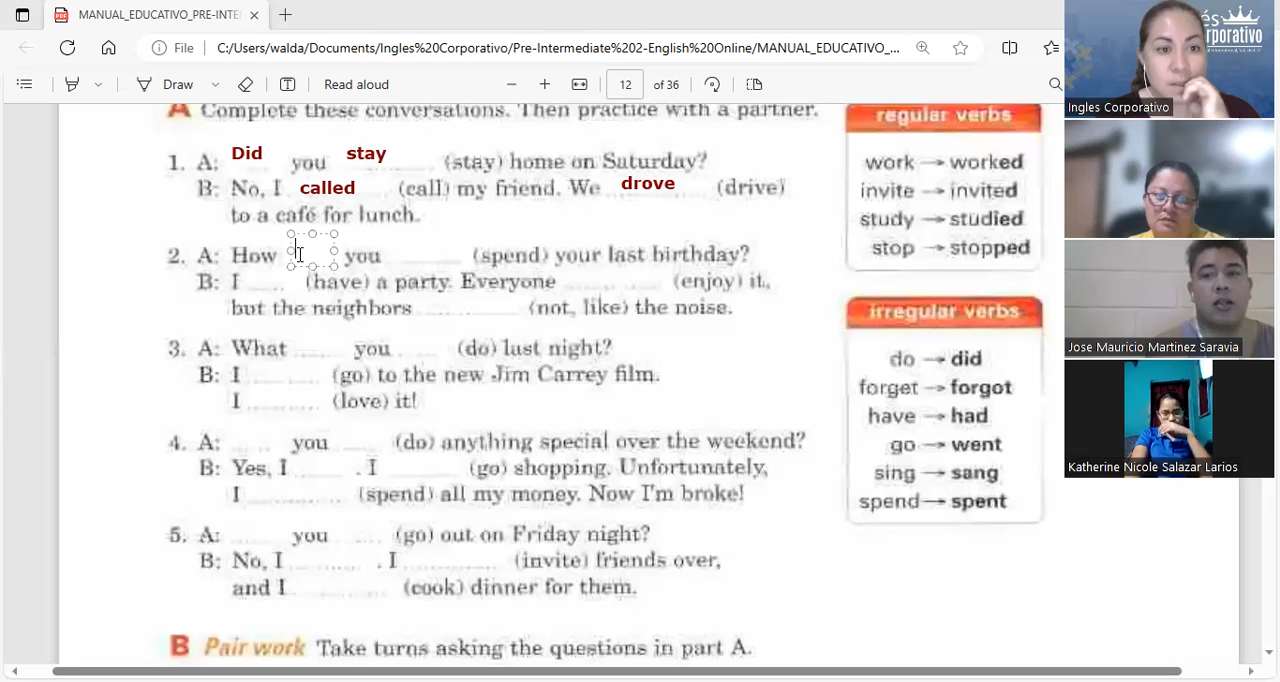 MANUAL_EDUCATIVO_PRE-INTE
File C:/Users/walda/Documents/Ingles%20Corporativo/Pre-Intermediate%202-English%20Online/MANUAL_EDUCATIVO_...
Draw Read aloud 12 of 36
A Complete these conversations. Then practice with a partner.
1. A: Did you stay (stay) home on Saturday?
B: No, I called (call) my friend. We drove (drive)
to a café for lunch.
2. A: How you (spend) your last birthday?
B: I (have) a party. Everyone (enjoy) it,
but the neighbors (not, like) the noise.
3. A: What you (do) last night?
B: I (go) to the new Jim Carrey film.
I (love) it!
4. A: you (do) anything special over the weekend?
B: Yes, I . I (go) shopping. Unfortunately,
I (spend) all my money. Now I'm broke!
5. A: you (go) out on Friday night?
B: No, I . I (invite) friends over,
and I (cook) dinner for them.
B Pair work Take turns asking the questions in part A.
regular verbs
work → worked
invite → invited
study → studied
stop → stopped
irregular verbs
do → did
forget → forgot
have → had
go → went
sing → sang
spend → spent
Ingles Corporativo
Jose Mauricio Martinez Saravia
Katherine Nicole Salazar Larios